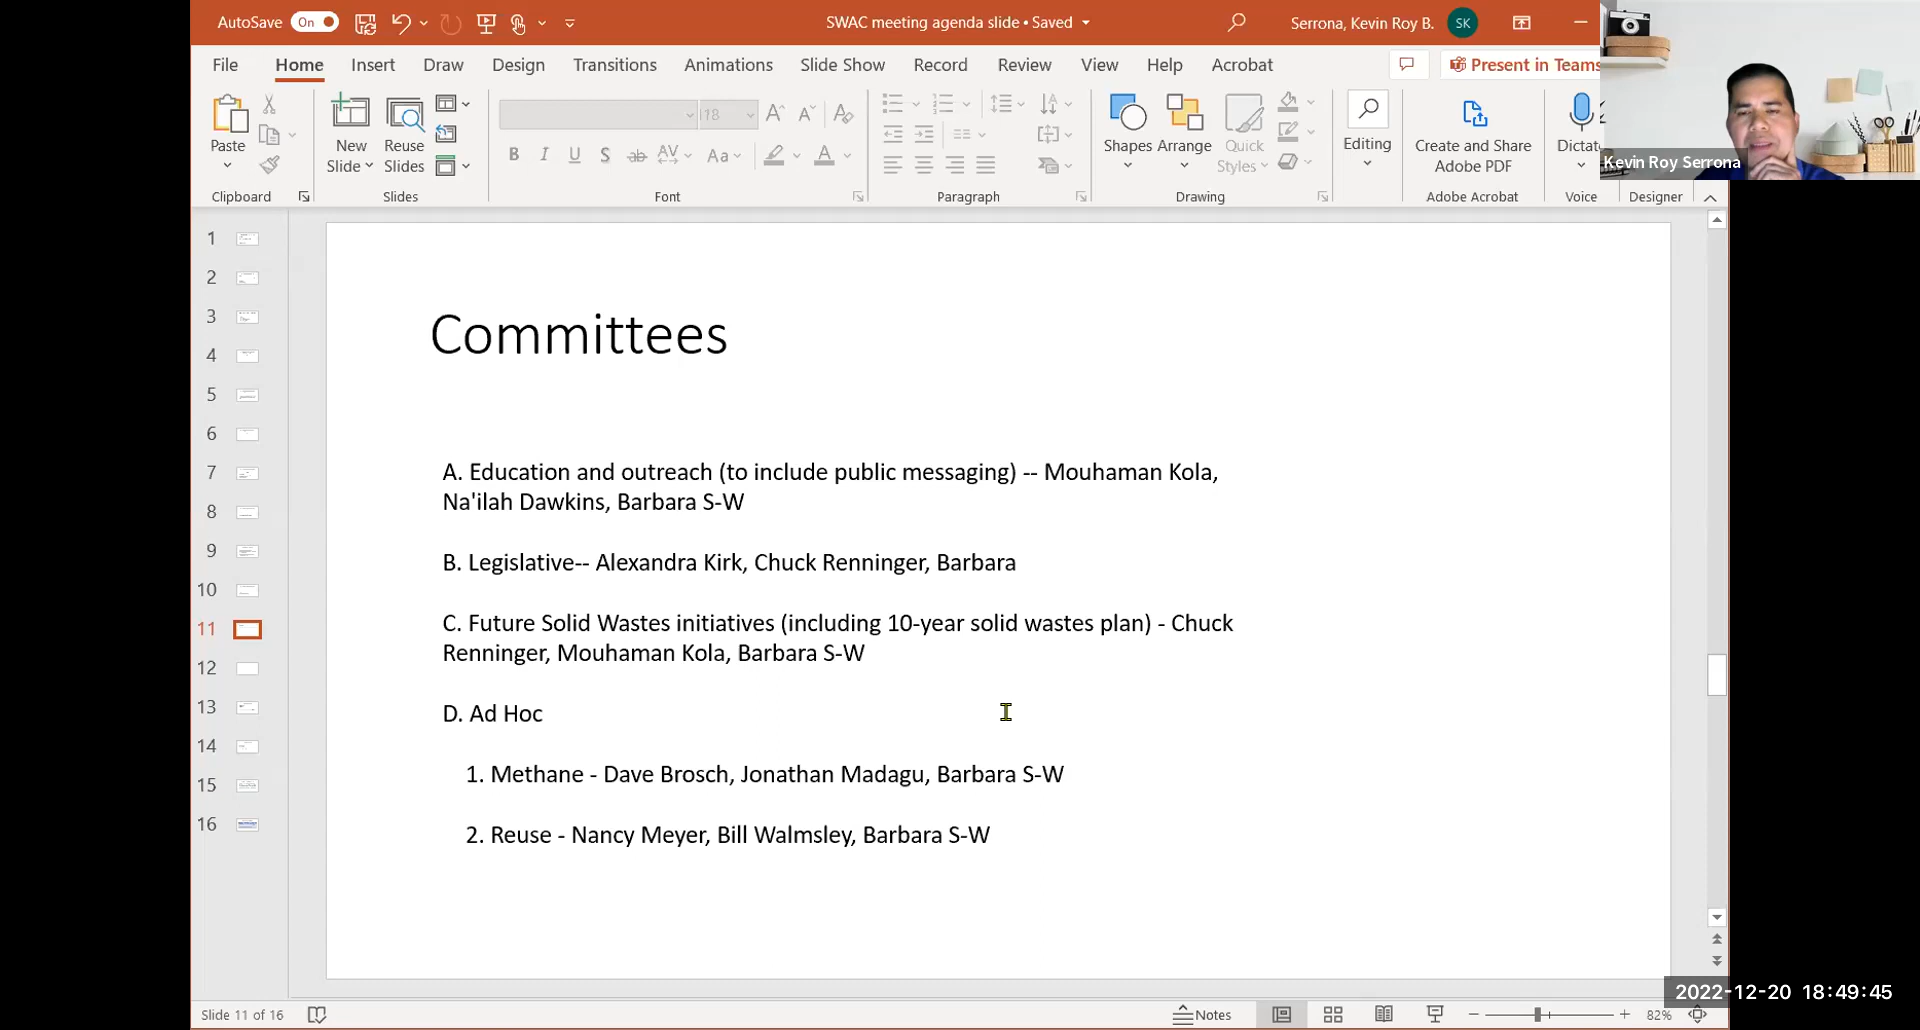 AutoSave On
SWAC meeting agenda slide • Saved
Serrona, Kevin Roy B. SK
File Home Insert Draw Design Transitions Animations Slide Show Record Review View Help Acrobat
Present in Teams
18
Paste
New
Slide
Reuse
Slides
B I U S ab AV Aa A
Shapes Arrange Quick
Styles
Editing
Create and Share
Adobe PDF
Dictat
Kevin Roy Serrona
Clipboard Slides Font Paragraph Drawing Adobe Acrobat Voice Designer
1
2
3
4
5
6
7
8
9
10
11
12
13
14
15
16
Committees
A. Education and outreach (to include public messaging) -- Mouhaman Kola,
Na'ilah Dawkins, Barbara S-W
B. Legislative-- Alexandra Kirk, Chuck Renninger, Barbara
C. Future Solid Wastes initiatives (including 10-year solid wastes plan) - Chuck
Renninger, Mouhaman Kola, Barbara S-W
D. Ad Hoc
1. Methane - Dave Brosch, Jonathan Madagu, Barbara S-W
2. Reuse - Nancy Meyer, Bill Walmsley, Barbara S-W
2022-12-20 18:49:45
Slide 11 of 16
Notes
82%